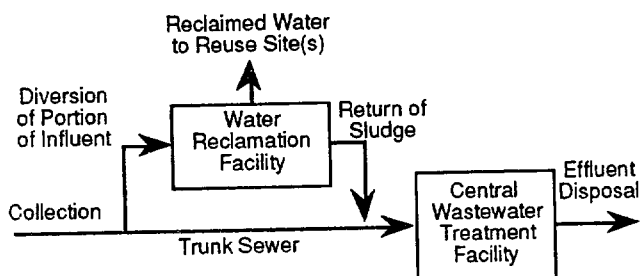 Reclaimed Water
to Reuse Site(s)
Diversion
of Portion
of Influent
Water
Reclamation
Facility
Return of
Sludge
Collection
Trunk Sewer
Central
Wastewater
Treatment
Facility
Effluent
Disposal